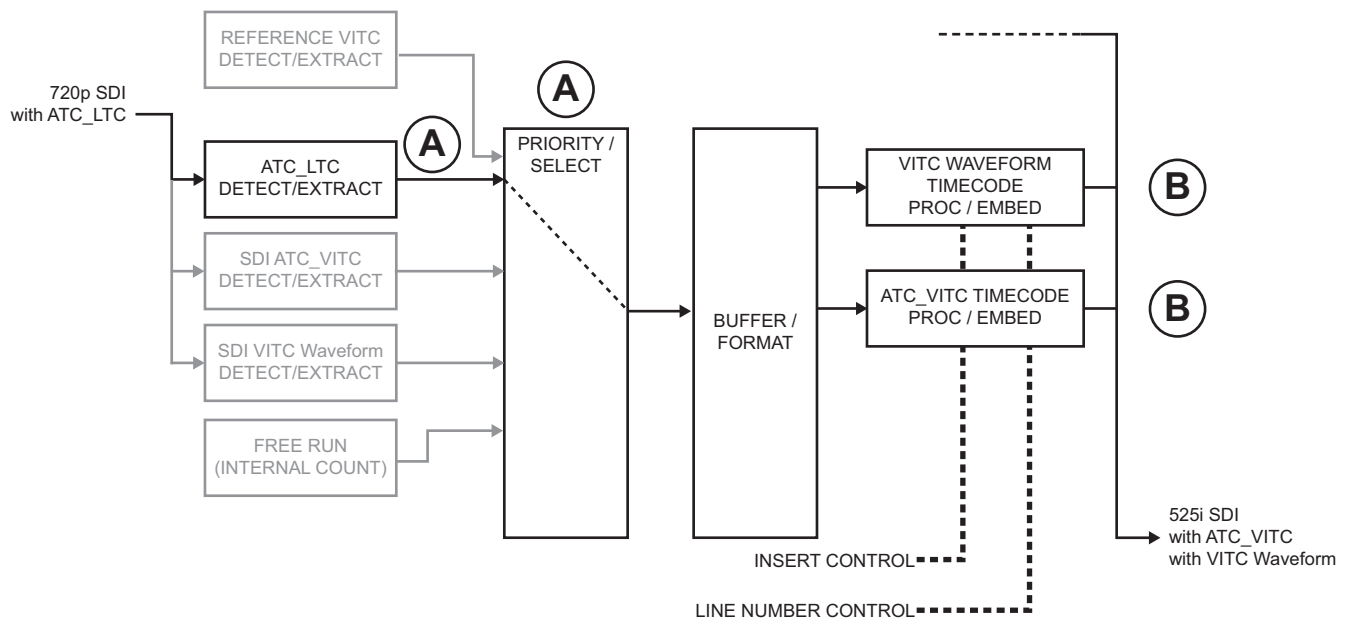 REFERENCE VITC
DETECT/EXTRACT
720p SDI
with ATC_LTC
A
A
ATC_LTC
DETECT/EXTRACT
PRIORITY /
SELECT
SDI ATC_VITC
DETECT/EXTRACT
SDI VITC Waveform
DETECT/EXTRACT
FREE RUN
(INTERNAL COUNT)
BUFFER /
FORMAT
VITC WAVEFORM
TIMECODE
PROC / EMBED
B
ATC_VITC TIMECODE
PROC / EMBED
B
525i SDI
with ATC_VITC
with VITC Waveform
INSERT CONTROL
LINE NUMBER CONTROL